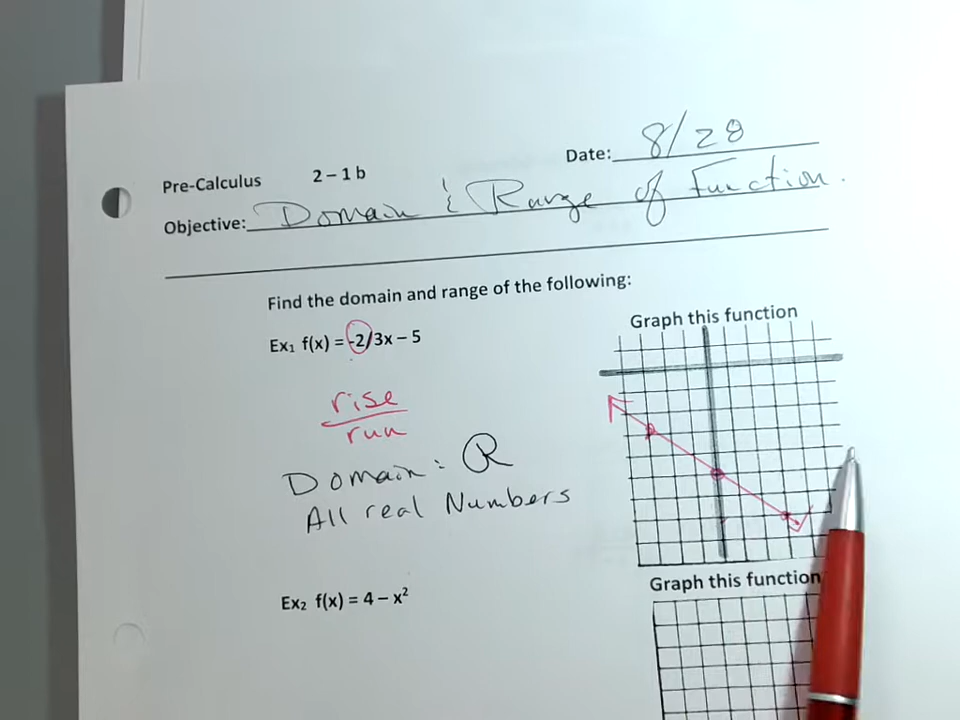 Pre-Calculus 2 – 1 b Date: 8/28
Objective: Domain & Range of Function.
Find the domain and range of the following:
Graph this function
Ex1 f(x) = -2/3x – 5
rise
run
Domain: ℝ
All real Numbers
Graph this function
Ex2 f(x) = 4 – x²